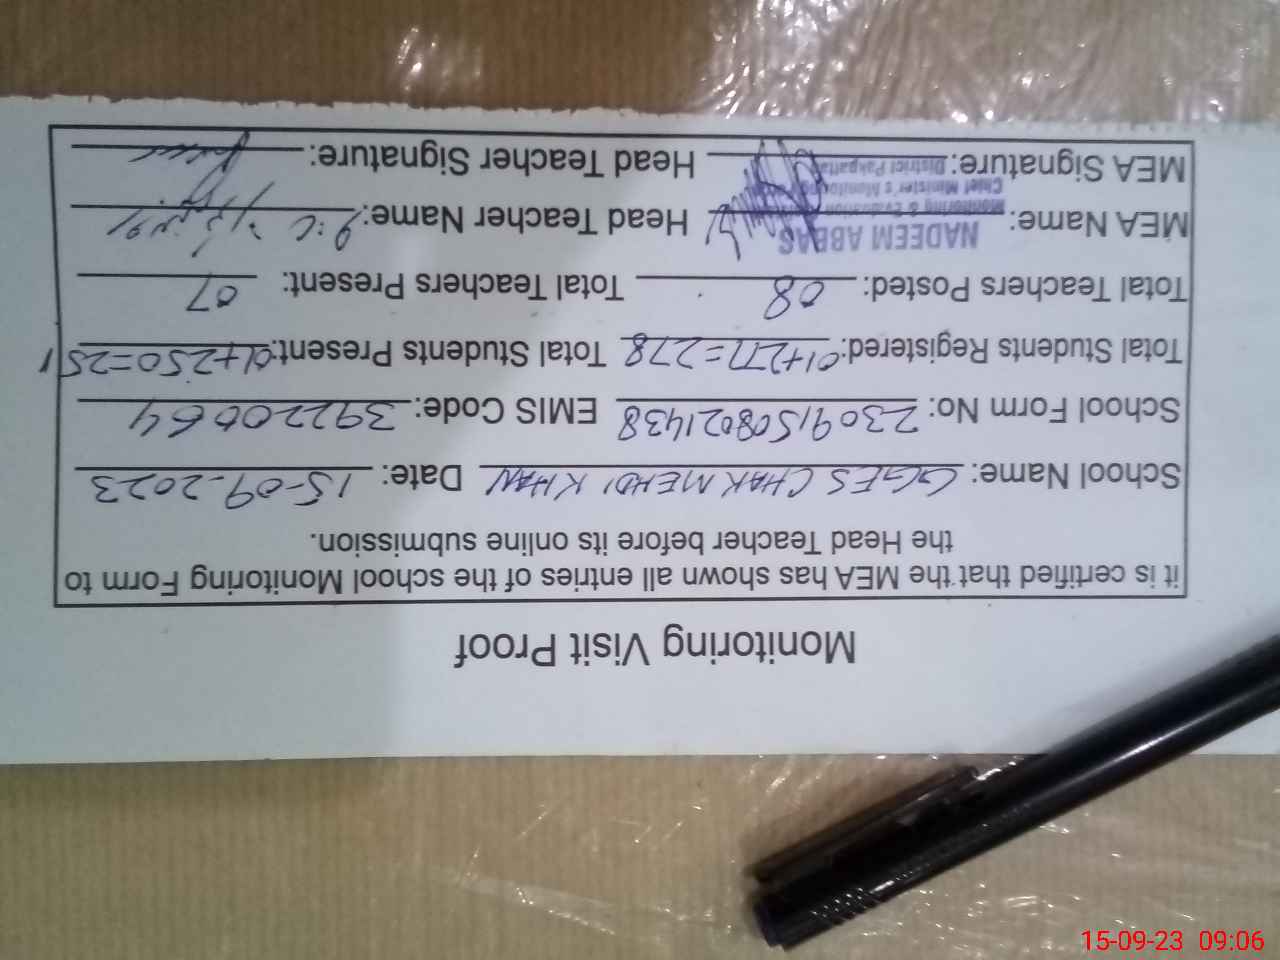 Monitoring Visit Proof
it is certified that the MEA has shown all entries of the school Monitoring Form to
the Head Teacher before its online submission.
School Name: GGES CHAK MEHDI KHAN Date: 15-09-2023
School Form No: 23091508021438 EMIS Code: 39220064
Total Students Registered: 01+277=278 Total Students Present: 01+250=251
Total Teachers Posted: 08 Total Teachers Present: 07
MEA Name: NADEEM ABBAS Head Teacher Name:
Monitoring & Evaluation
Chief Minister's Monitoring
District Pakpattan
MEA Signature: Head Teacher Signature:
15-09-23 09:06